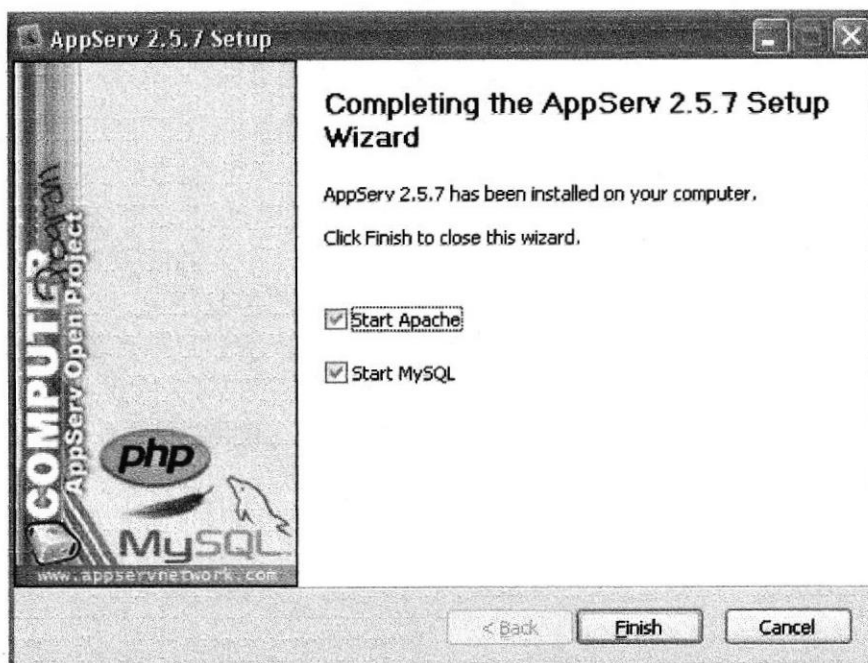 AppServ 2.5.7 Setup
Completing the AppServ 2.5.7 Setup
Wizard
AppServ 2.5.7 has been installed on your computer.
Click Finish to close this wizard.
Start Apache
Start MySQL
COMPUTER
Program
AppServ Open Project
php
MySQL
www.appservnetwork.com
< Back
Finish
Cancel